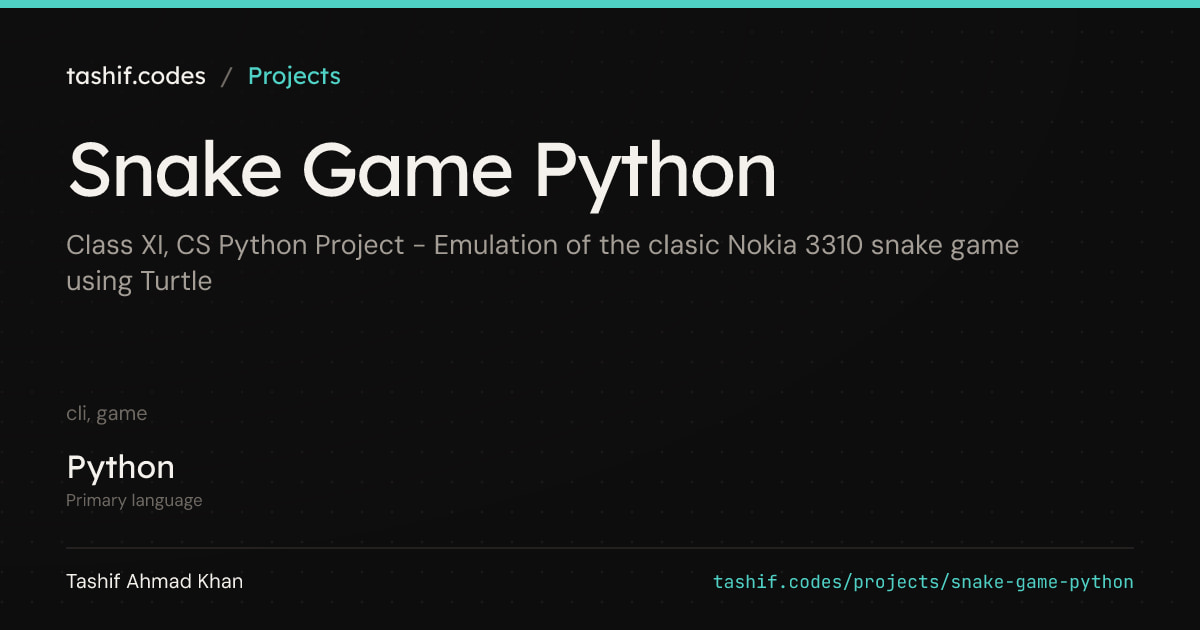 tashif.codes / Projects
Snake Game Python
Class XI, CS Python Project – Emulation of the clasic Nokia 3310 snake game
using Turtle
cli, game
Python
Primary language
Tashif Ahmad Khan
tashif.codes/projects/snake-game-python